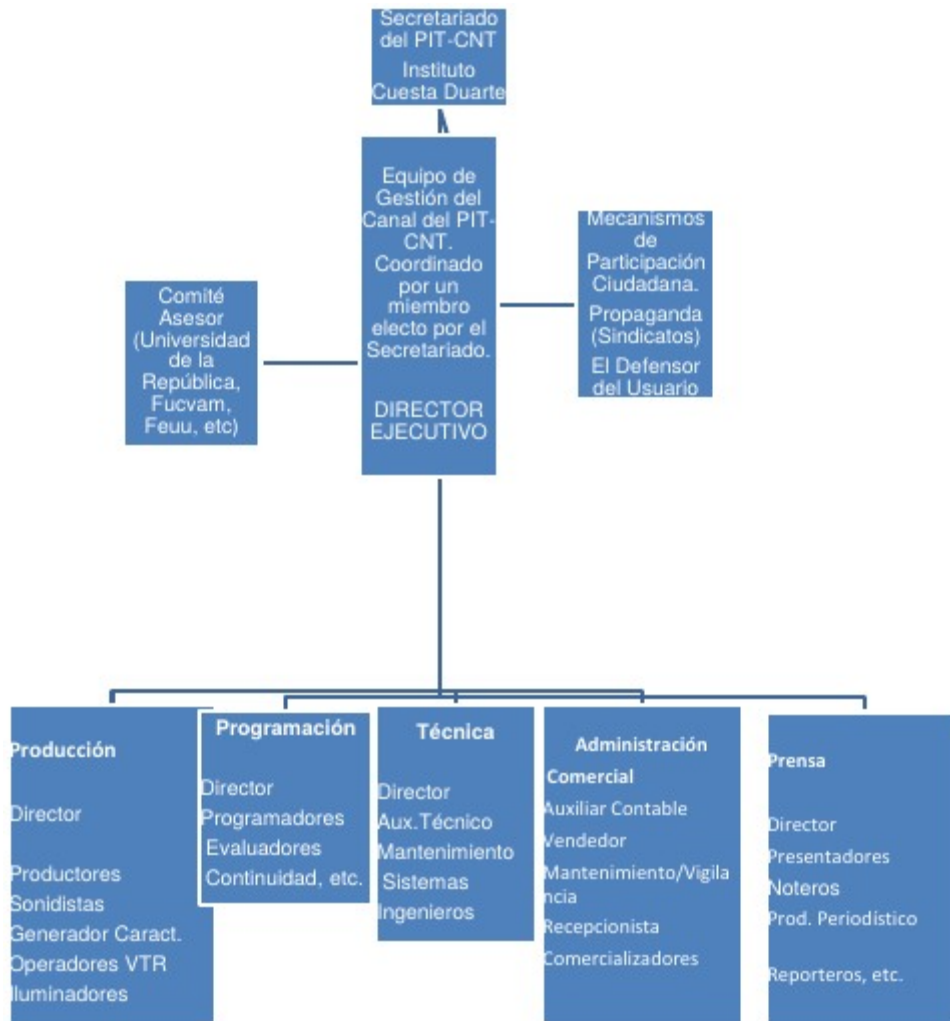 Secretariado
del PIT-CNT
Instituto
Cuesta Duarte
Equipo de
Gestión del
Canal del PIT-
CNT.
Coordinado
por un
miembro
electo por el
Secretariado.
DIRECTOR
EJECUTIVO
Mecanismos
de
Participación
Ciudadana.
Propaganda
(Sindicatos)
El Defensor
del Usuario
Comité
Asesor
(Universidad
de la
República,
Fucvam,
Feuu, etc)
Producción
Director
Productores
Sonidistas
Generador Caract.
Operadores VTR
Iluminadores
Programación
Director
Programadores
Evaluadores
Continuidad, etc.
Técnica
Director
Aux.Técnico
Mantenimiento
Sistemas
Ingenieros
Administración
Comercial
Auxiliar Contable
Vendedor
Mantenimiento/Vigila
ncia
Recepcionista
Comercializadores
Prensa
Director
Presentadores
Noteros
Prod. Periodístico
Reporteros, etc.